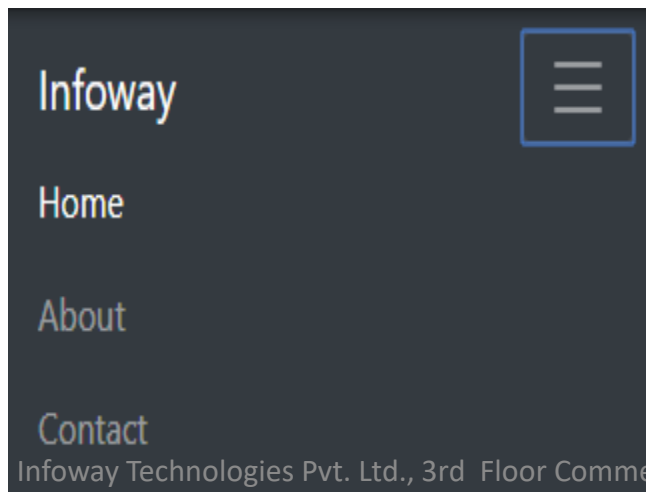 Infoway
Home
About
Contact
Infoway Technologies Pvt. Ltd., 3rd Floor